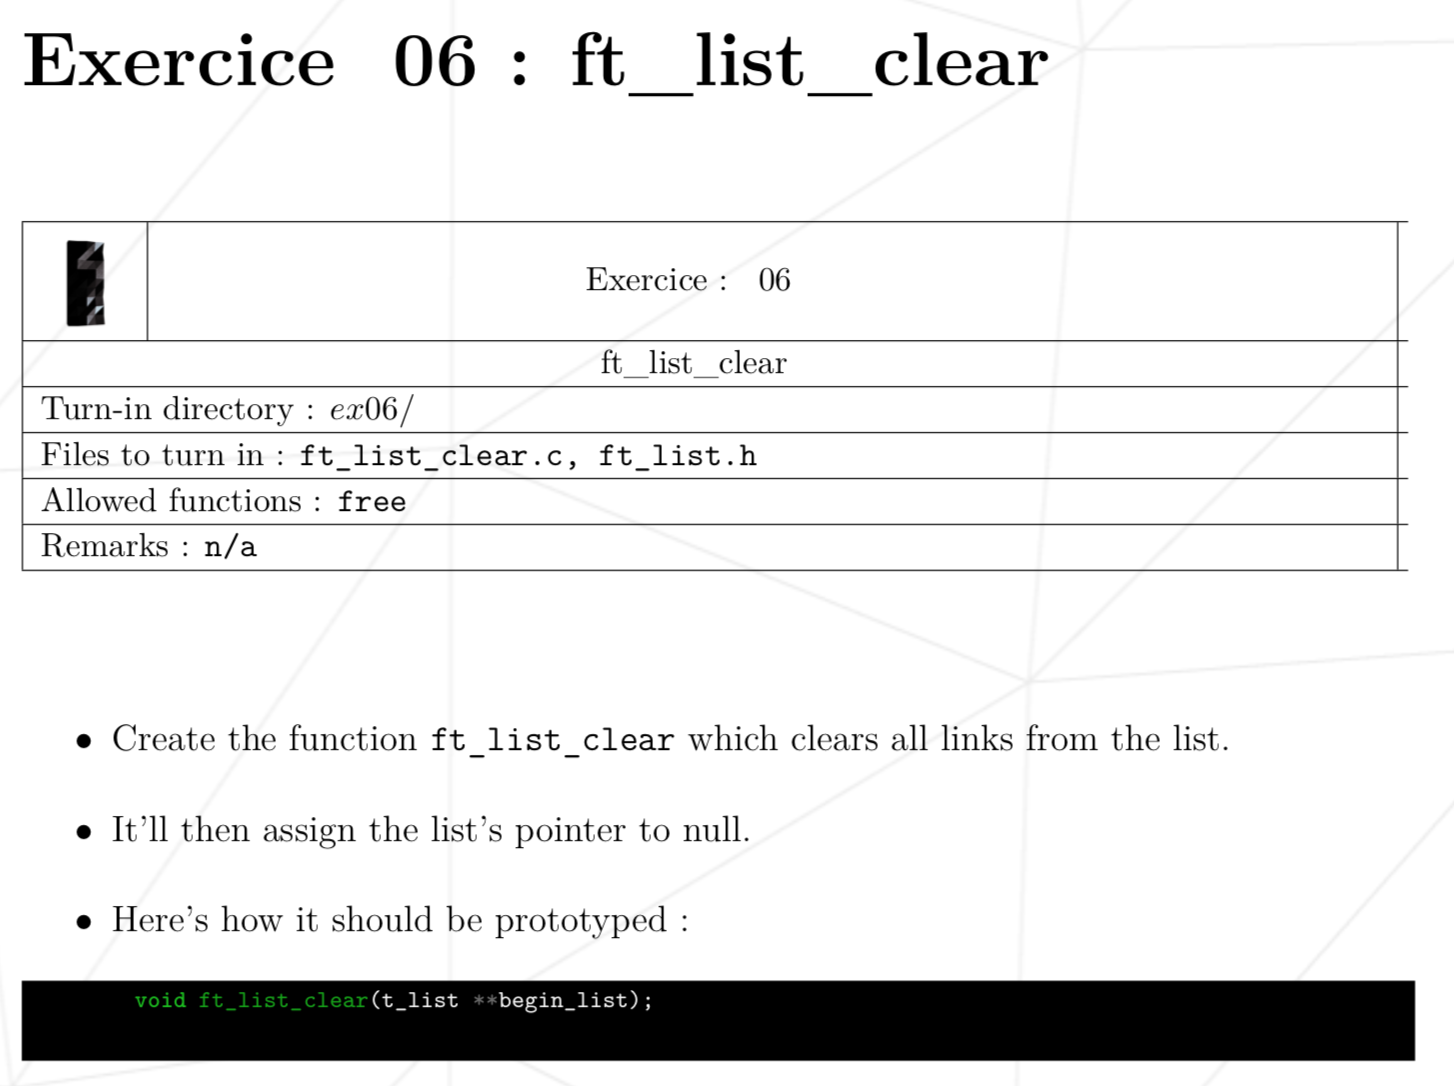 Exercice 06 : ft_list_clear
Exercice : 06
ft_list_clear
Turn-in directory : ex06/
Files to turn in : ft_list_clear.c, ft_list.h
Allowed functions : free
Remarks : n/a
• Create the function ft_list_clear which clears all links from the list.
• It'll then assign the list's pointer to null.
• Here's how it should be prototyped :
void ft_list_clear(t_list **begin_list);